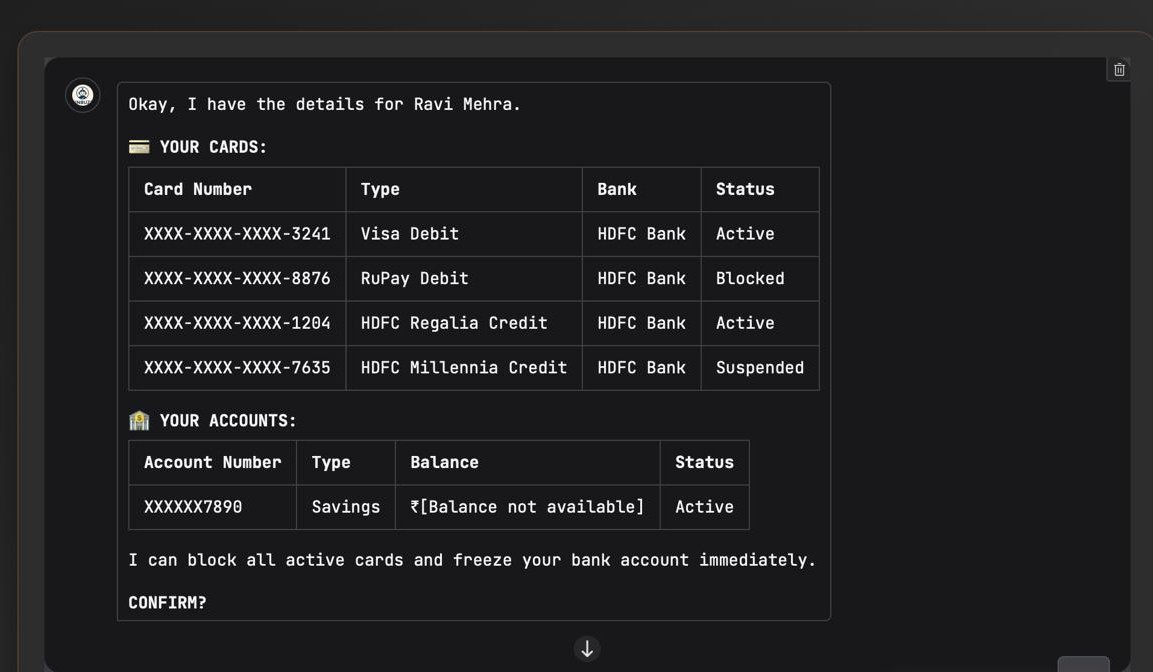 Okay, I have the details for Ravi Mehra.
💳 YOUR CARDS:
Card Number Type Bank Status
XXXX-XXXX-XXXX-3241 Visa Debit HDFC Bank Active
XXXX-XXXX-XXXX-8876 RuPay Debit HDFC Bank Blocked
XXXX-XXXX-XXXX-1204 HDFC Regalia Credit HDFC Bank Active
XXXX-XXXX-XXXX-7635 HDFC Millennia Credit HDFC Bank Suspended
🏦 YOUR ACCOUNTS:
Account Number Type Balance Status
XXXXXX7890 Savings ₹[Balance not available] Active
I can block all active cards and freeze your bank account immediately.
CONFIRM?